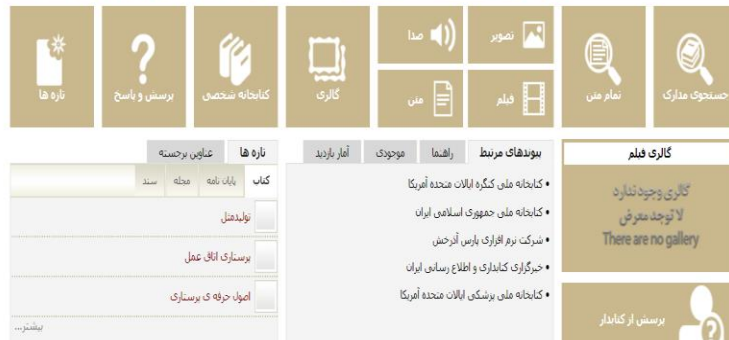 جستجوی مدارک
تمام متن
تصویر
صدا
فیلم
متن
گالری
کتابخانه شخصی
پرسش و پاسخ
تازه ها
گالری فیلم
گالری وجود ندارد
لا توجد معرض
There are no gallery
پرسش از کتابدار
پیوندهای مرتبط
راهنما
موجودی
آمار بازدید
• کتابخانه ملی کنگره ایالات متحده آمریکا
• کتابخانه ملی جمهوری اسلامی ایران
• شرکت نرم افزاری پارس آذرخش
• خبرگزاری کتابداری و اطلاع رسانی ایران
• کتابخانه ملی پزشکی ایالات متحده آمریکا
تازه ها
عناوین برجسته
کتاب
پایان نامه
مجله
سند
تولیدمثل
پرستاری اتاق عمل
اصول حرفه ی پرستاری
بیشتر...